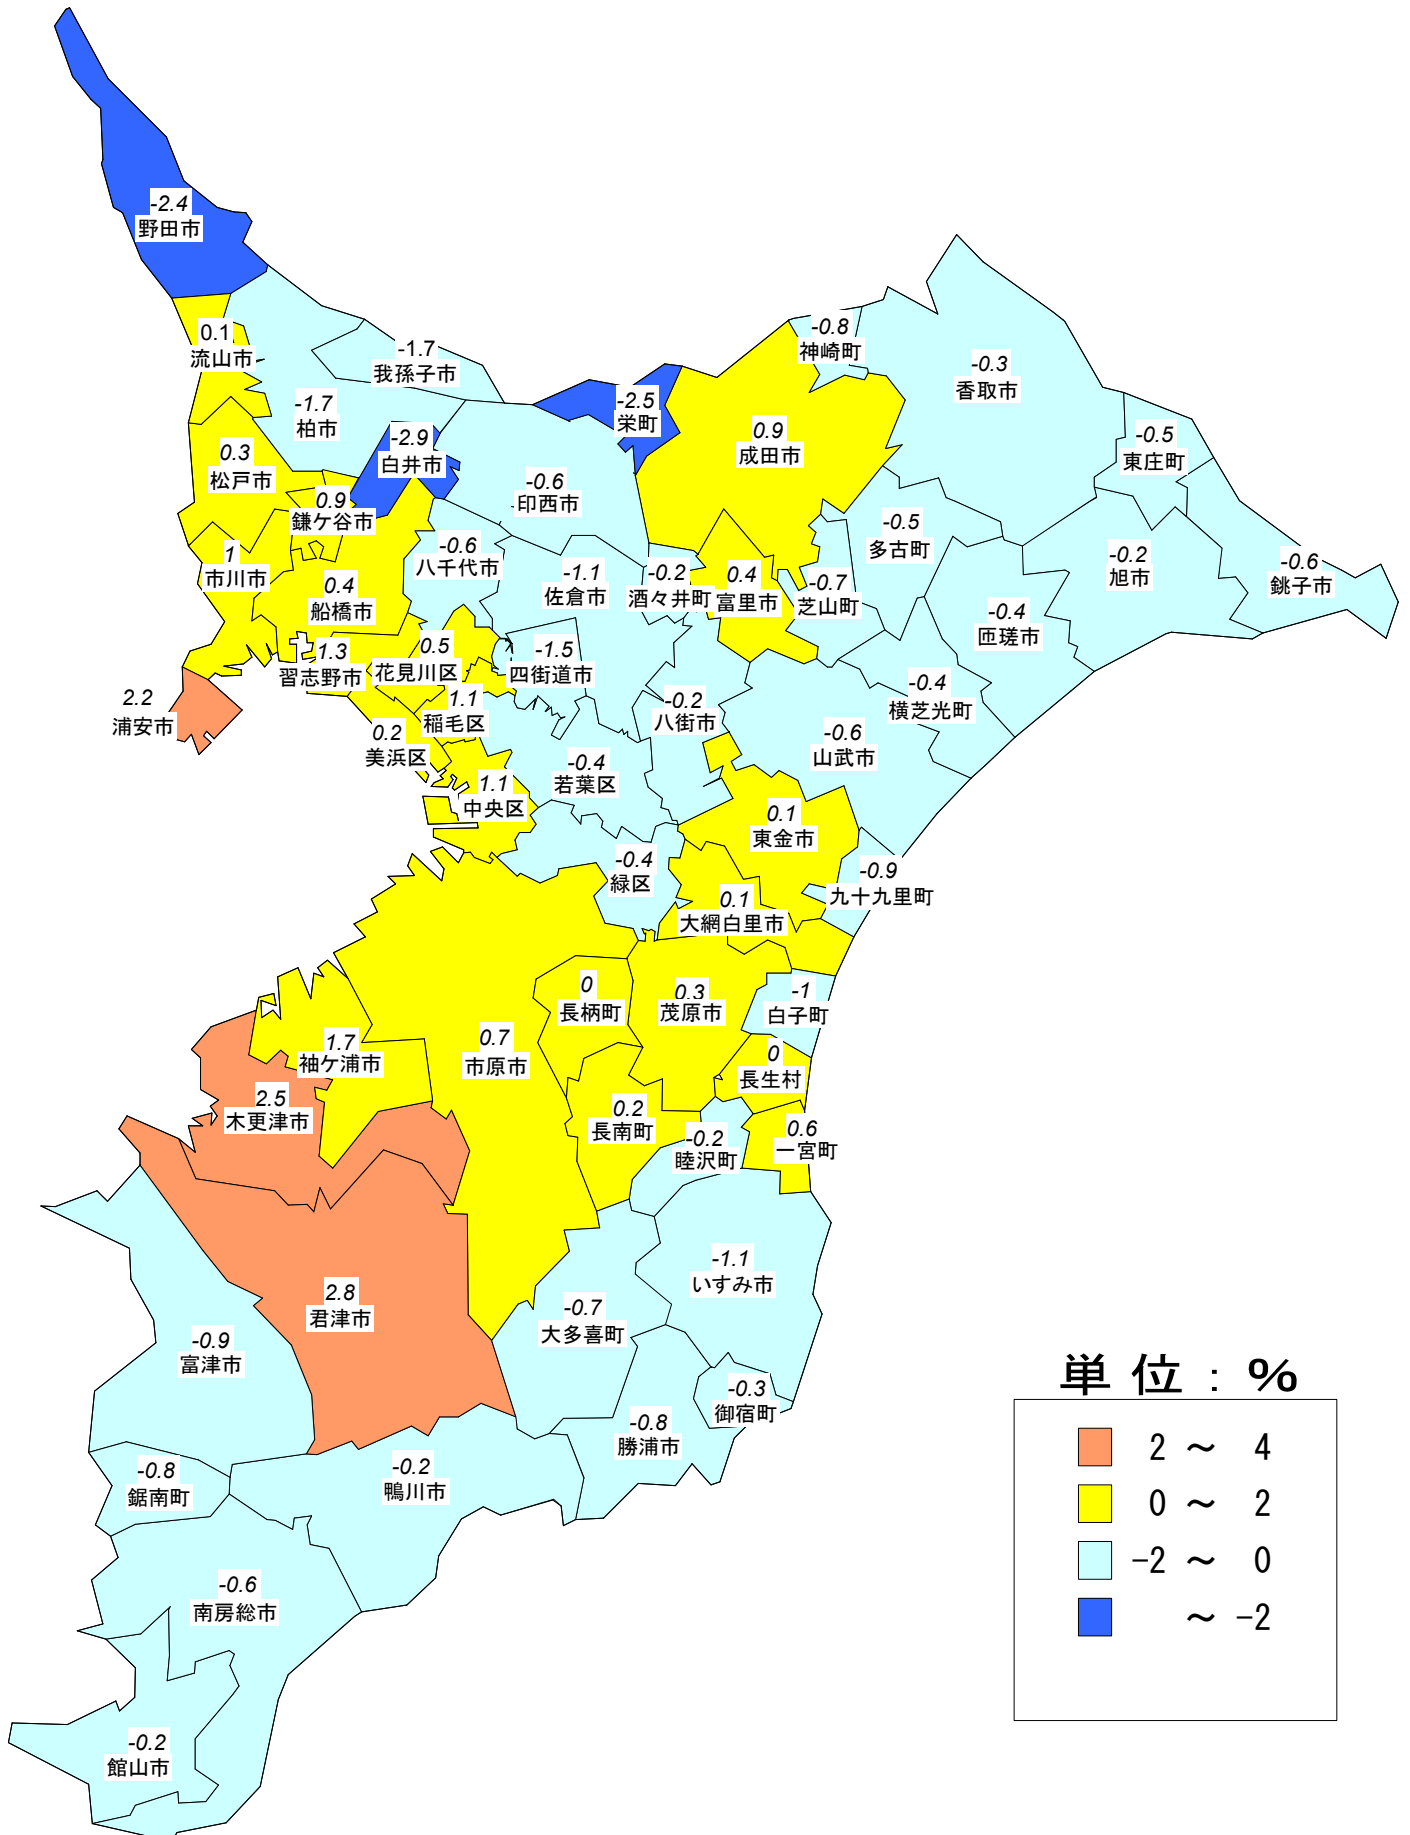 -2.4
野田市
0.1
流山市
-1.7
我孫子市
-0.8
神崎町
-0.3
香取市
-1.7
柏市
-2.9
白井市
-2.5
栄町
0.9
成田市
-0.5
東庄町
0.3
松戸市
0.9
鎌ケ谷市
-0.6
印西市
-0.5
多古町
-0.2
旭市
-0.6
銚子市
1
市川市
0.4
船橋市
-0.6
八千代市
-1.1
佐倉市
-0.2
酒々井町
0.4
富里市
-0.7
芝山町
-0.4
匝瑳市
1.3
習志野市
0.5
花見川区
-1.5
四街道市
-0.4
横芝光町
2.2
浦安市
0.2
美浜区
1.1
稲毛区
-0.2
八街市
-0.6
山武市
1.1
中央区
-0.4
若葉区
0.1
東金市
-0.4
緑区
0.1
大網白里市
-0.9
九十九里町
0
長柄町
0.3
茂原市
-1
白子町
1.7
袖ケ浦市
0.7
市原市
0
長生村
2.5
木更津市
0.2
長南町
-0.2
睦沢町
0.6
一宮町
2.8
君津市
-0.7
大多喜町
-1.1
いすみ市
-0.9
富津市
-0.8
勝浦市
-0.3
御宿町
-0.8
鋸南町
-0.2
鴨川市
-0.6
南房総市
-0.2
館山市
単位：%
2 ～ 4
0 ～ 2
-2 ～ 0
～ -2